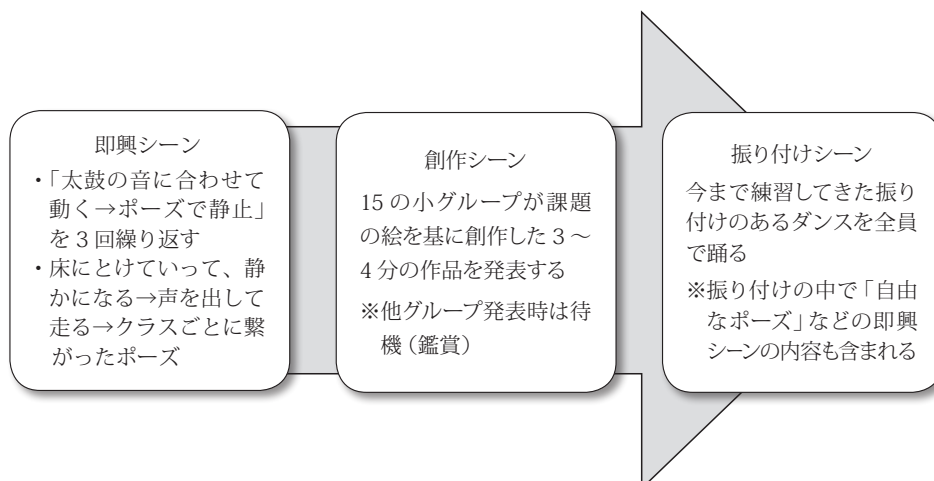 即興シーン
・「太鼓の音に合わせて
動く→ポーズで静止」
を3回繰り返す
・床にとけていって、静
かになる→声を出して
走る→クラスごとに繋
がったポーズ
創作シーン
15の小グループが課題
の絵を基に創作した3〜
4分の作品を発表する
※他グループ発表時は待
機（鑑賞）
振り付けシーン
今まで練習してきた振り
付けのあるダンスを全員
で踊る
※振り付けの中で「自由
なポーズ」などの即興
シーンの内容も含まれる